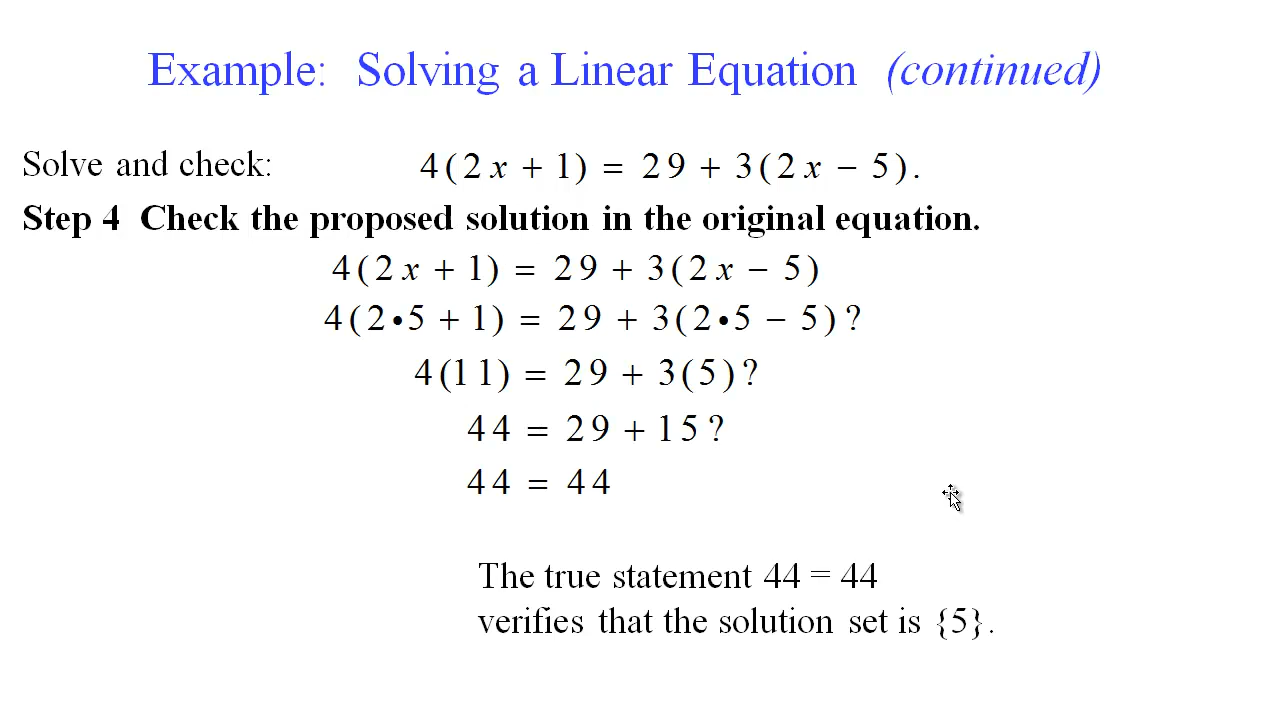 Example: Solving a Linear Equation (continued)
Solve and check: 4(2x + 1) = 29 + 3(2x − 5).
Step 4 Check the proposed solution in the original equation.
4(2x + 1) = 29 + 3(2x − 5)
4(2•5 + 1) = 29 + 3(2•5 − 5)?
4(11) = 29 + 3(5)?
44 = 29 + 15?
44 = 44
The true statement 44 = 44
verifies that the solution set is {5}.